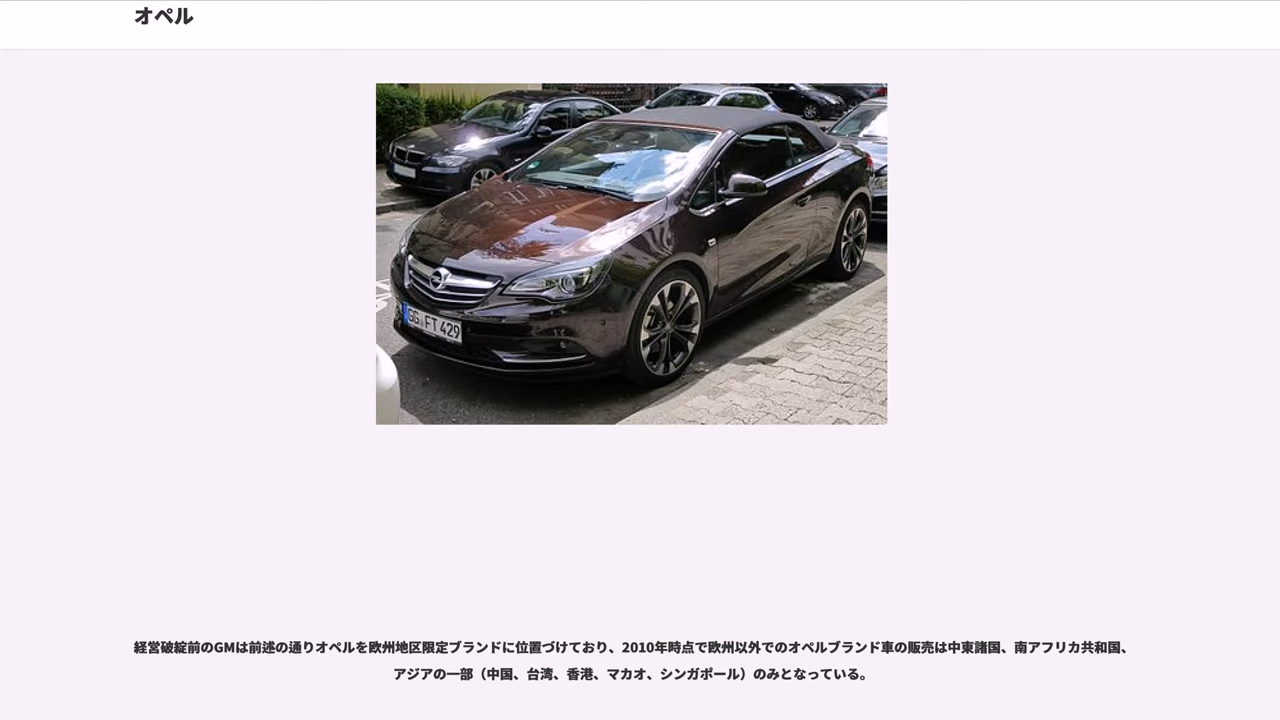 オペル
GG FT 429
経営破綻前のGMは前述の通りオペルを欧州地区限定ブランドに位置づけており、2010年時点で欧州以外でのオペルブランド車の販売は中東諸国、南アフリカ共和国、
アジアの一部（中国、台湾、香港、マカオ、シンガポール）のみとなっている。